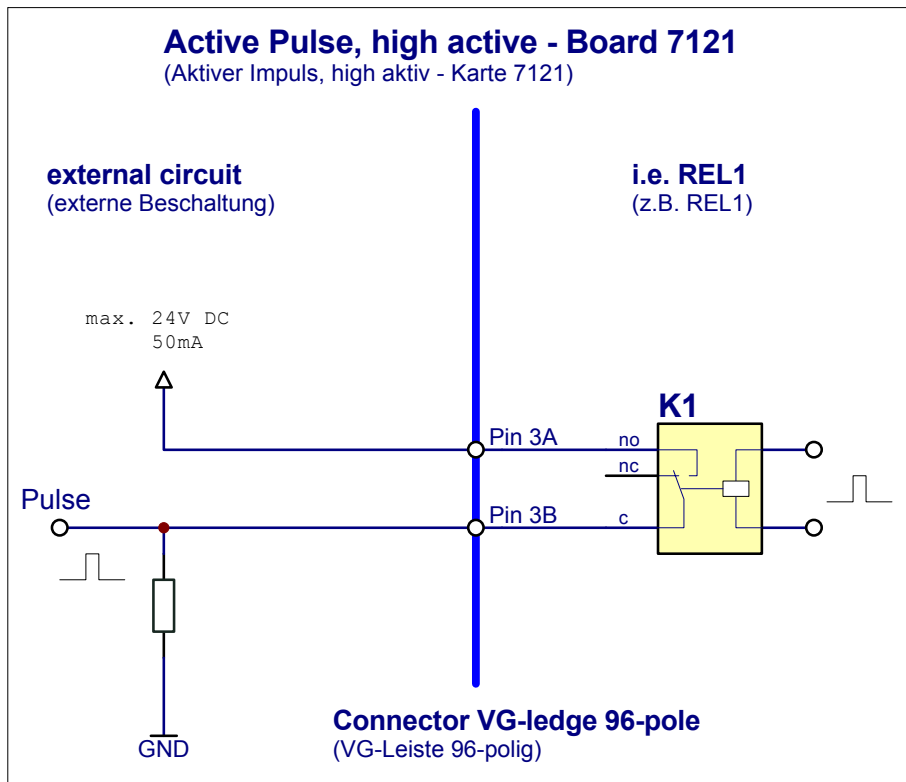 Active Pulse, high active - Board 7121
(Aktiver Impuls, high aktiv - Karte 7121)
external circuit
(externe Beschaltung)
i.e. REL1
(z.B. REL1)
max. 24V DC
50mA
K1
Pin 3A
no
nc
Pulse
Pin 3B
c
GND
Connector VG-ledge 96-pole
(VG-Leiste 96-polig)